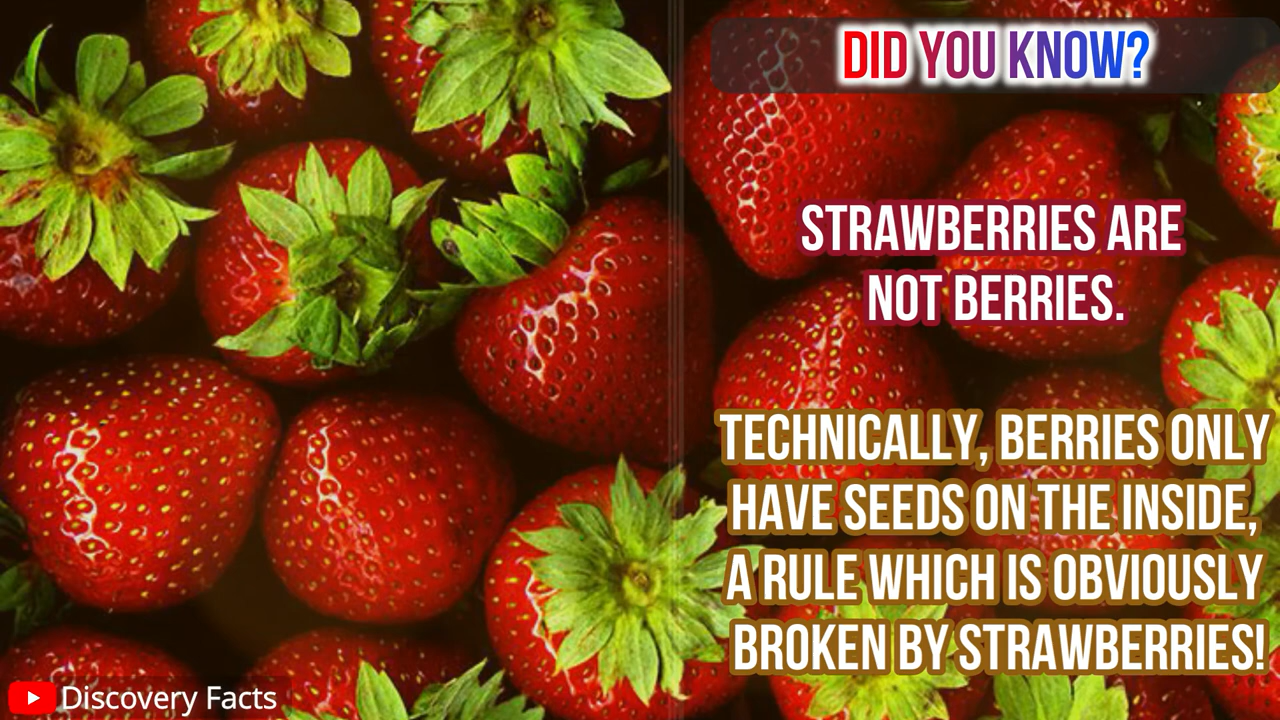 DID YOU KNOW?
STRAWBERRIES ARE
NOT BERRIES.
TECHNICALLY, BERRIES ONLY
HAVE SEEDS ON THE INSIDE,
A RULE WHICH IS OBVIOUSLY
BROKEN BY STRAWBERRIES!
Discovery Facts